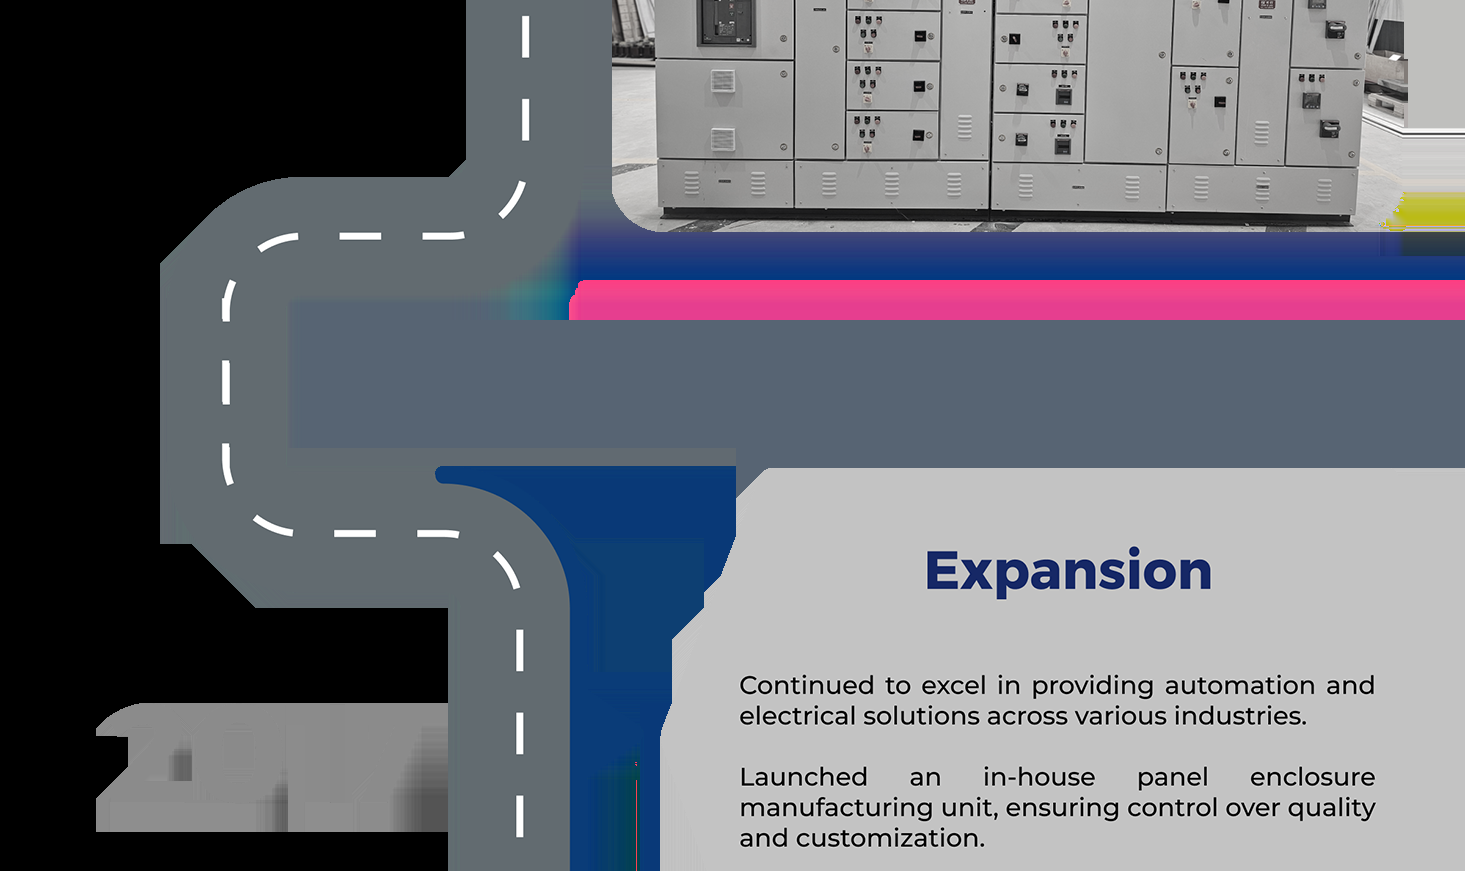 Expansion
Continued to excel in providing automation and
electrical solutions across various industries.
Launched an in-house panel enclosure
manufacturing unit, ensuring control over quality
and customization.